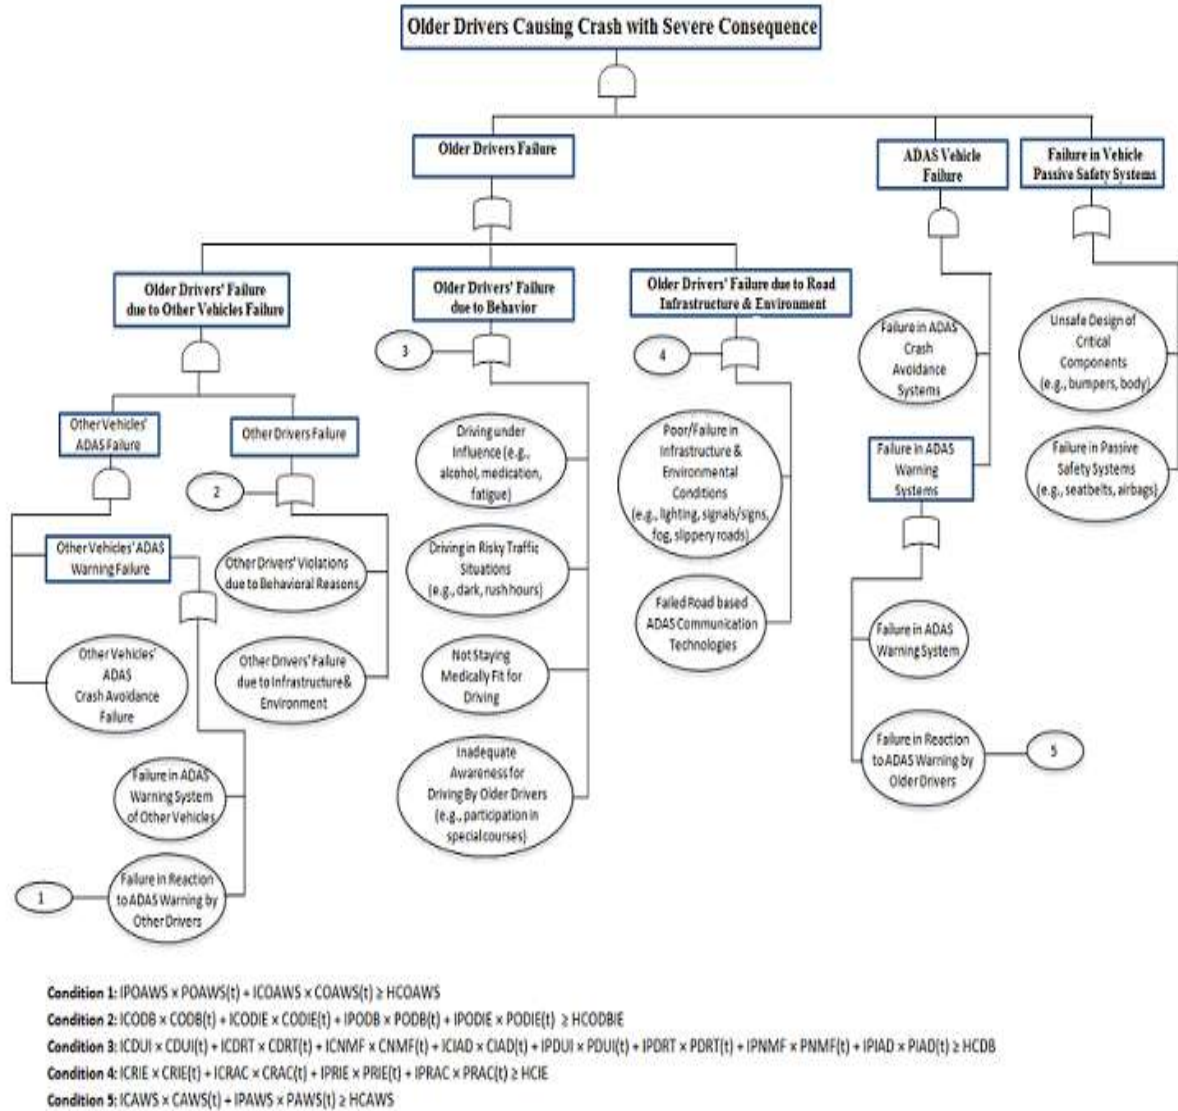 Older Drivers Causing Crash with Severe Consequence
Older Drivers Failure
ADAS Vehicle
Failure
Failure in Vehicle
Passive Safety Systems
Older Drivers' Failure
due to Other Vehicles Failure
Older Drivers' Failure
due to Behavior
Older Drivers' Failure due to Road
Infrastructure & Environment
3
4
Failure in ADAS
Crash
Avoidance
Systems
Unsafe Design of
Critical
Components
(e.g., bumpers, body)
Other Vehicles'
ADAS Failure
Other Drivers Failure
Driving under
Influence (e.g.,
alcohol, medication,
fatigue)
Poor/Failure in
Infrastructure &
Environmental
Conditions
(e.g., lighting, signals/signs,
fog, slippery roads)
Failure in ADAS
Warning
Systems
Failure in Passive
Safety Systems
(e.g., seatbelts, airbags)
2
Other Vehicles' ADAS
Warning Failure
Other Drivers' Violations
due to Behavioral Reasons
Driving in Risky Traffic
Situations
(e.g., dark, rush hours)
Failed Road based
ADAS Communication
Technologies
Failure in ADAS
Warning System
Other Vehicles'
ADAS
Crash Avoidance
Failure
Other Drivers' Failure
due to Infrastructure &
Environment
Not Staying
Medically Fit for
Driving
Failure in Reaction
to ADAS Warning by
Older Drivers
5
Failure in ADAS
Warning System
of Other Vehicles
Inadequate
Awareness for
Driving By Older Drivers
(e.g., participation in
special courses)
1
Failure in Reaction
to ADAS Warning by
Other Drivers
Condition 1: IPOAWS × POAWS(t) + ICOAWS × COAWS(t) ≥ HCOAWS
Condition 2: ICODB × CODB(t) + ICODIE × CODIE(t) + IPODB × PODB(t) + IPODIE × PODIE(t) ≥ HCODBIE
Condition 3: ICDUI × CDUI(t) + ICDRT × CDRT(t) + ICNMF × CNMF(t) + ICIAD × CIAD(t) + IPDUI × PDUI(t) + IPDRT × PDRT(t) + IPNMF × PNMF(t) + IPIAD × PIAD(t) ≥ HCDB
Condition 4: ICRIE × CRIE(t) + ICRAC × CRAC(t) + IPRIE × PRIE(t) + IPRAC × PRAC(t) ≥ HCIE
Condition 5: ICAWS × CAWS(t) + IPAWS × PAWS(t) ≥ HCAWS